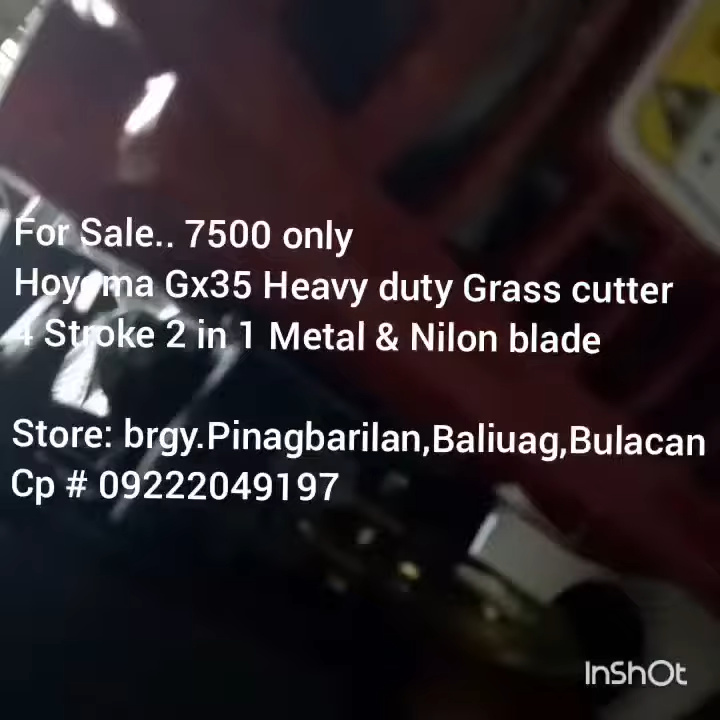 For Sale.. 7500 only
Hoyoma Gx35 Heavy duty Grass cutter
4 Stroke 2 in 1 Metal & Nilon blade
Store: brgy.Pinagbarilan,Baliuag,Bulacan
Cp # 09222049197
InShOt